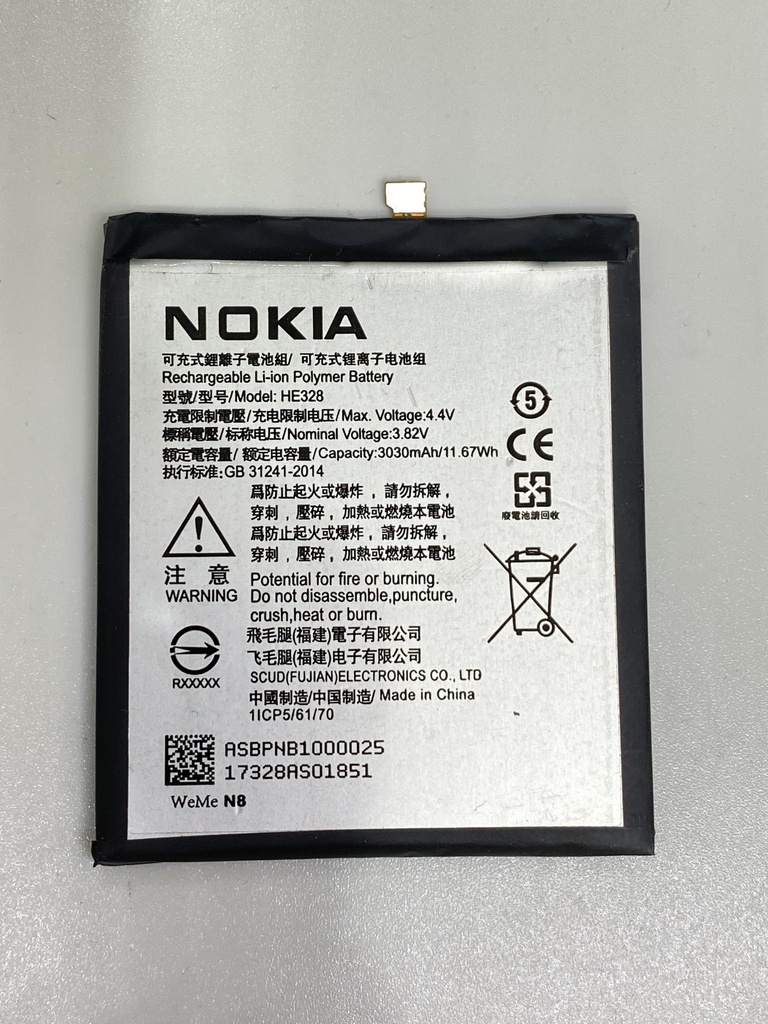 NOKIA
可充式鋰離子電池組/ 可充式锂离子电池组
Rechargeable Li-ion Polymer Battery
型號/型号/Model: HE328
充電限制電壓/充电限制电压/Max. Voltage:4.4V
標稱電壓/标称电压/Nominal Voltage:3.82V
額定電容量/ 额定电容量/Capacity:3030mAh/11.67Wh
执行标准:GB 31241-2014
5
CE
廢電池請回收
爲防止起火或爆炸，請勿拆解，
穿刺，壓碎，加熱或燃燒本電池
爲防止起火或爆炸，請勿拆解，
穿刺，壓碎，加熱或燃燒本電池
注 意
WARNING
Potential for fire or burning.
Do not disassemble,puncture,
crush,heat or burn.
RXXXXX
飛毛腿(福建)電子有限公司
飞毛腿(福建)电子有限公司
SCUD(FUJIAN)ELECTRONICS CO., LTD
中國制造/中国制造/ Made in China
1ICP5/61/70
ASBPNB1000025
17328AS01851
WeMe N8